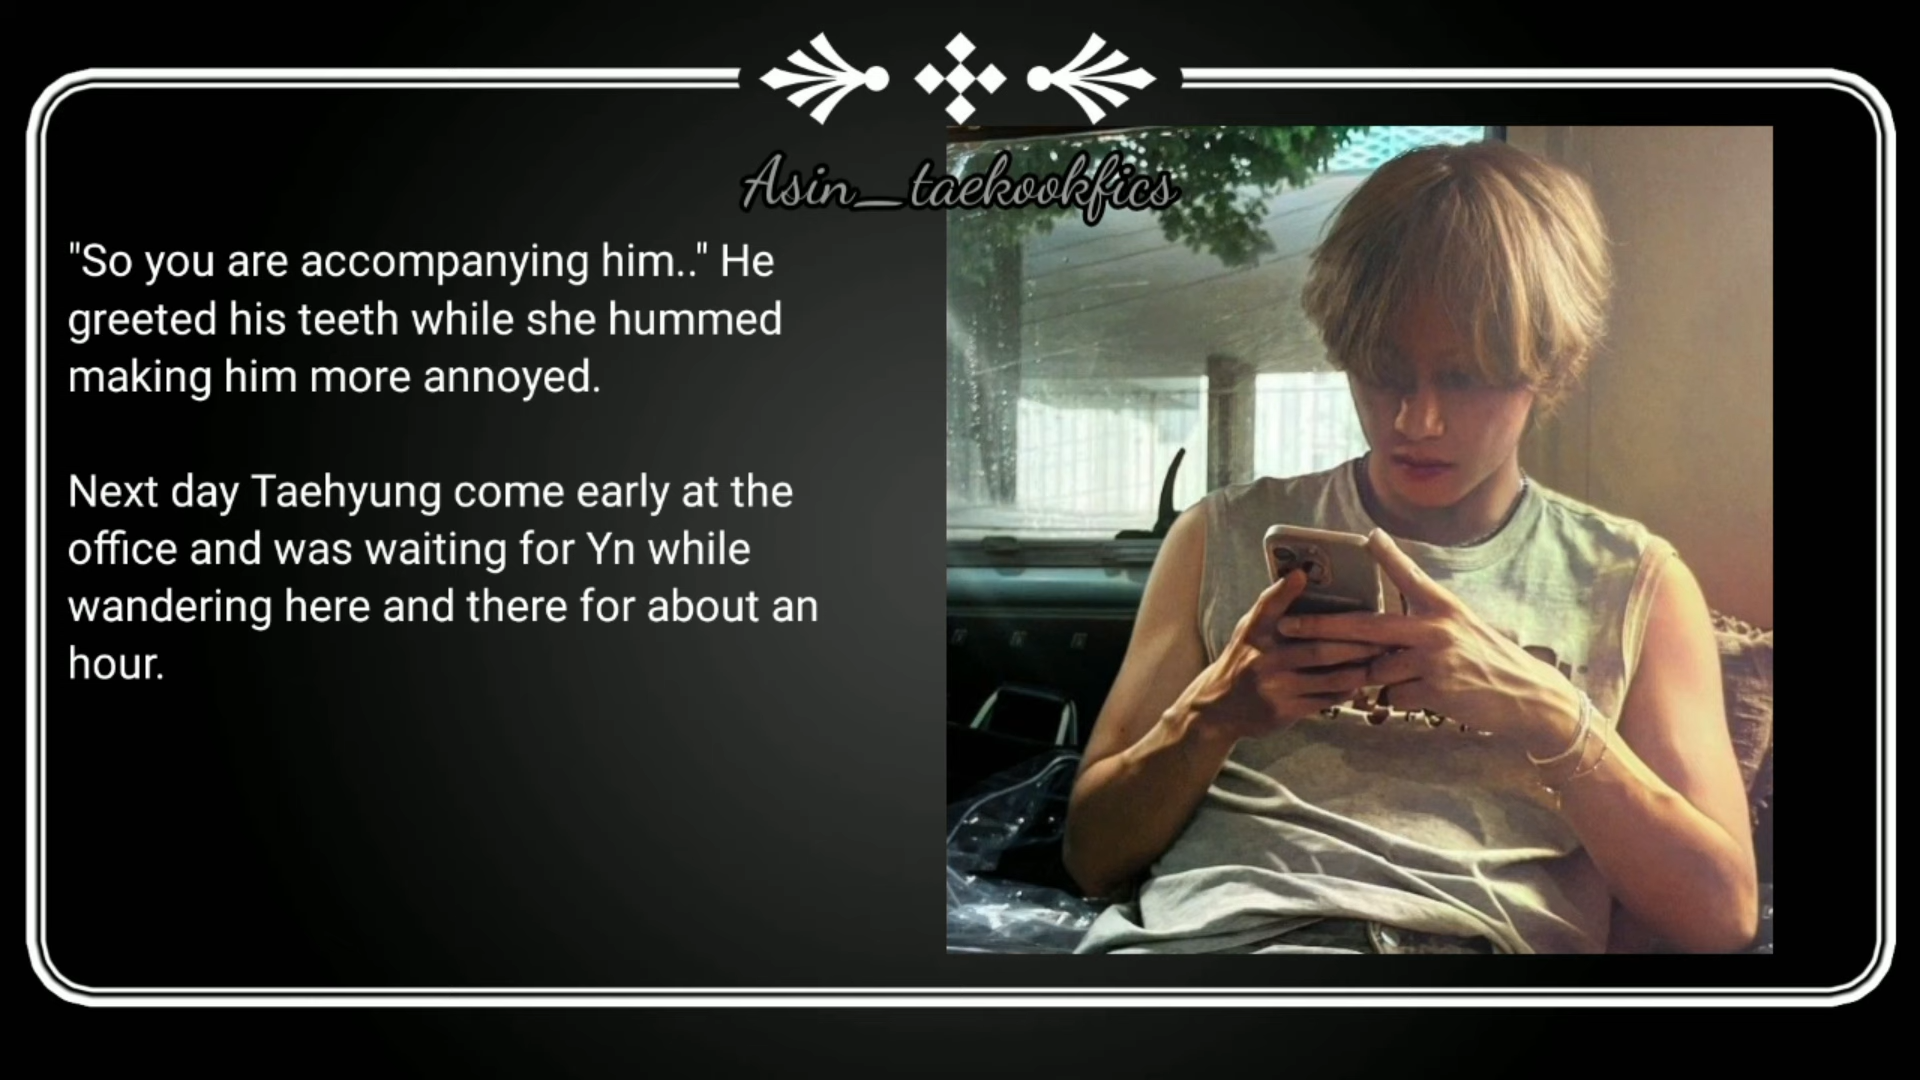 Asin_taekookfics
"So you are accompanying him.." He
greeted his teeth while she hummed
making him more annoyed.
Next day Taehyung come early at the
office and was waiting for Yn while
wandering here and there for about an
hour.